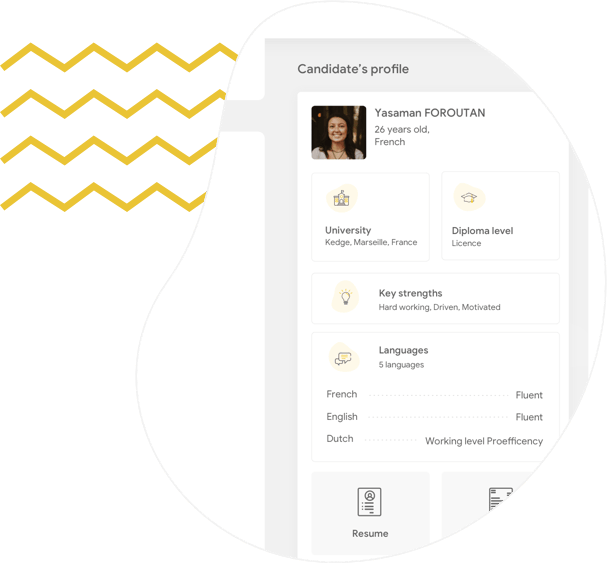 Candidate's profile
Yasaman FOROUTAN
26 years old,
French
University
Kedge, Marseille, France
Diploma level
Licence
Key strengths
Hard working, Driven, Motivated
Languages
5 languages
French Fluent
English Fluent
Dutch Working level Proefficency
Resume